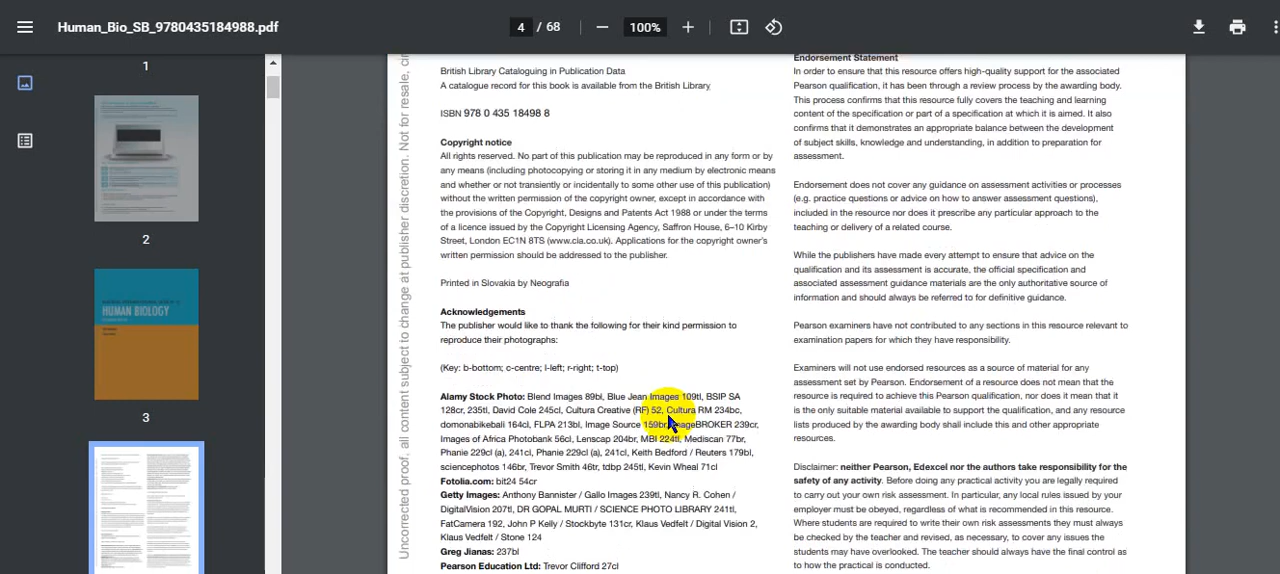 Human_Bio_SB_9780435184988.pdf
4 / 68
100%
1
2
HUMAN BIOLOGY
3
Uncorrected proof, all content subject to change at publisher discretion. Not for resale, cir
British Library Cataloguing in Publication Data
A catalogue record for this book is available from the British Library
ISBN 978 0 435 18498 8
Copyright notice
All rights reserved. No part of this publication may be reproduced in any form or by
any means (including photocopying or storing it in any medium by electronic means
and whether or not transiently or incidentally to some other use of this publication)
without the written permission of the copyright owner, except in accordance with
the provisions of the Copyright, Designs and Patents Act 1988 or under the terms
of a licence issued by the Copyright Licensing Agency, Saffron House, 6–10 Kirby
Street, London EC1N 8TS (www.cla.co.uk). Applications for the copyright owner's
written permission should be addressed to the publisher.
Printed in Slovakia by Neografia
Acknowledgements
The publisher would like to thank the following for their kind permission to
reproduce their photographs:
(Key: b-bottom; c-centre; l-left; r-right; t-top)
Alamy Stock Photo: Blend Images 89bl, Blue Jean Images 109tl, BSIP SA
128cr, 235tl, David Cole 245cl, Cultura Creative (RF) 52, Cultura RM 234bc,
domonabikebali 164cl, FLPA 213bl, Image Source 159br, ImageBROKER 239cr,
Images of Africa Photobank 56cl, Lenscap 204br, MBI 224tl, Mediscan 77br,
Phanie 229cl (a), 241cl, Phanie 229cl (a), 241cl, Keith Bedford / Reuters 179bl,
sciencephotos 146br, Trevor Smith 46tr, tdbp 245tl, Kevin Wheal 71cl
Fotolia.com: bit24 54cr
Getty Images: Anthony Bannister / Gallo Images 239tl, Nancy R. Cohen /
DigitalVision 207tl, DR GOPAL MURTI / SCIENCE PHOTO LIBRARY 241tl,
FatCamera 192, John P Kelly / Stockbyte 131cr, Klaus Vedfelt / Digital Vision 2,
Klaus Vedfelt / Stone 124
Greg Jianas: 237bl
Pearson Education Ltd: Trevor Clifford 27cl
Endorsement Statement
In order to ensure that this resource offers high-quality support for the associated
Pearson qualification, it has been through a review process by the awarding body.
This process confirms that this resource fully covers the teaching and learning
content of the specification or part of a specification at which it is aimed. It also
confirms that it demonstrates an appropriate balance between the development
of subject skills, knowledge and understanding, in addition to preparation for
assessment.
Endorsement does not cover any guidance on assessment activities or processes
(e.g. practice questions or advice on how to answer assessment questions),
included in the resource nor does it prescribe any particular approach to the
teaching or delivery of a related course.
While the publishers have made every attempt to ensure that advice on the
qualification and its assessment is accurate, the official specification and
associated assessment guidance materials are the only authoritative source of
information and should always be referred to for definitive guidance.
Pearson examiners have not contributed to any sections in this resource relevant to
examination papers for which they have responsibility.
Examiners will not use endorsed resources as a source of material for any
assessment set by Pearson. Endorsement of a resource does not mean that the
resource is required to achieve this Pearson qualification, nor does it mean that it
is the only suitable material available to support the qualification, and any resource
lists produced by the awarding body shall include this and other appropriate
resources.
Disclaimer: neither Pearson, Edexcel nor the authors take responsibility for the
safety of any activity. Before doing any practical activity you are legally required
to carry out your own risk assessment. In particular, any local rules issued by your
employer must be obeyed, regardless of what is recommended in this resource.
Where students are required to write their own risk assessments they must always
be checked by the teacher and revised, as necessary, to cover any issues the
students may have overlooked. The teacher should always have the final control as
to how the practical is conducted.